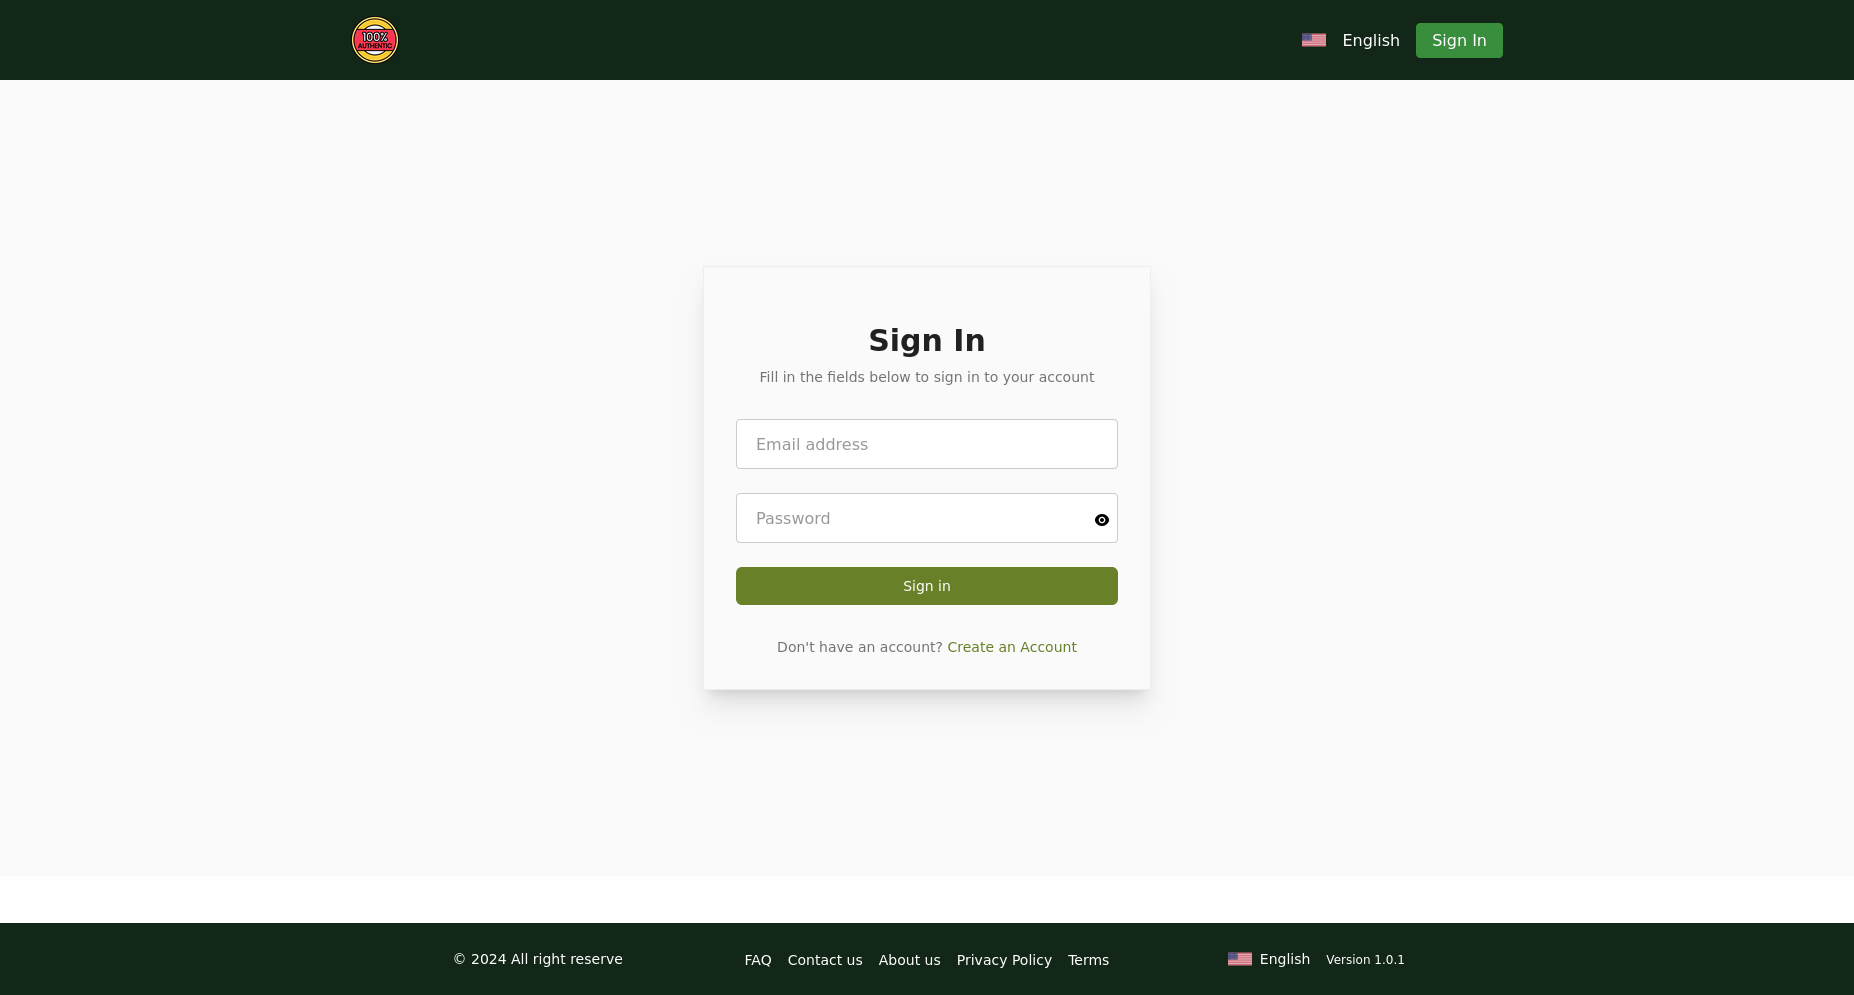 100%
AUTHENTIC
English
Sign In
Sign In
Fill in the fields below to sign in to your account
Email address
Password
Sign in
Don't have an account? Create an Account
© 2024 All right reserve
FAQ Contact us About us Privacy Policy Terms
English Version 1.0.1